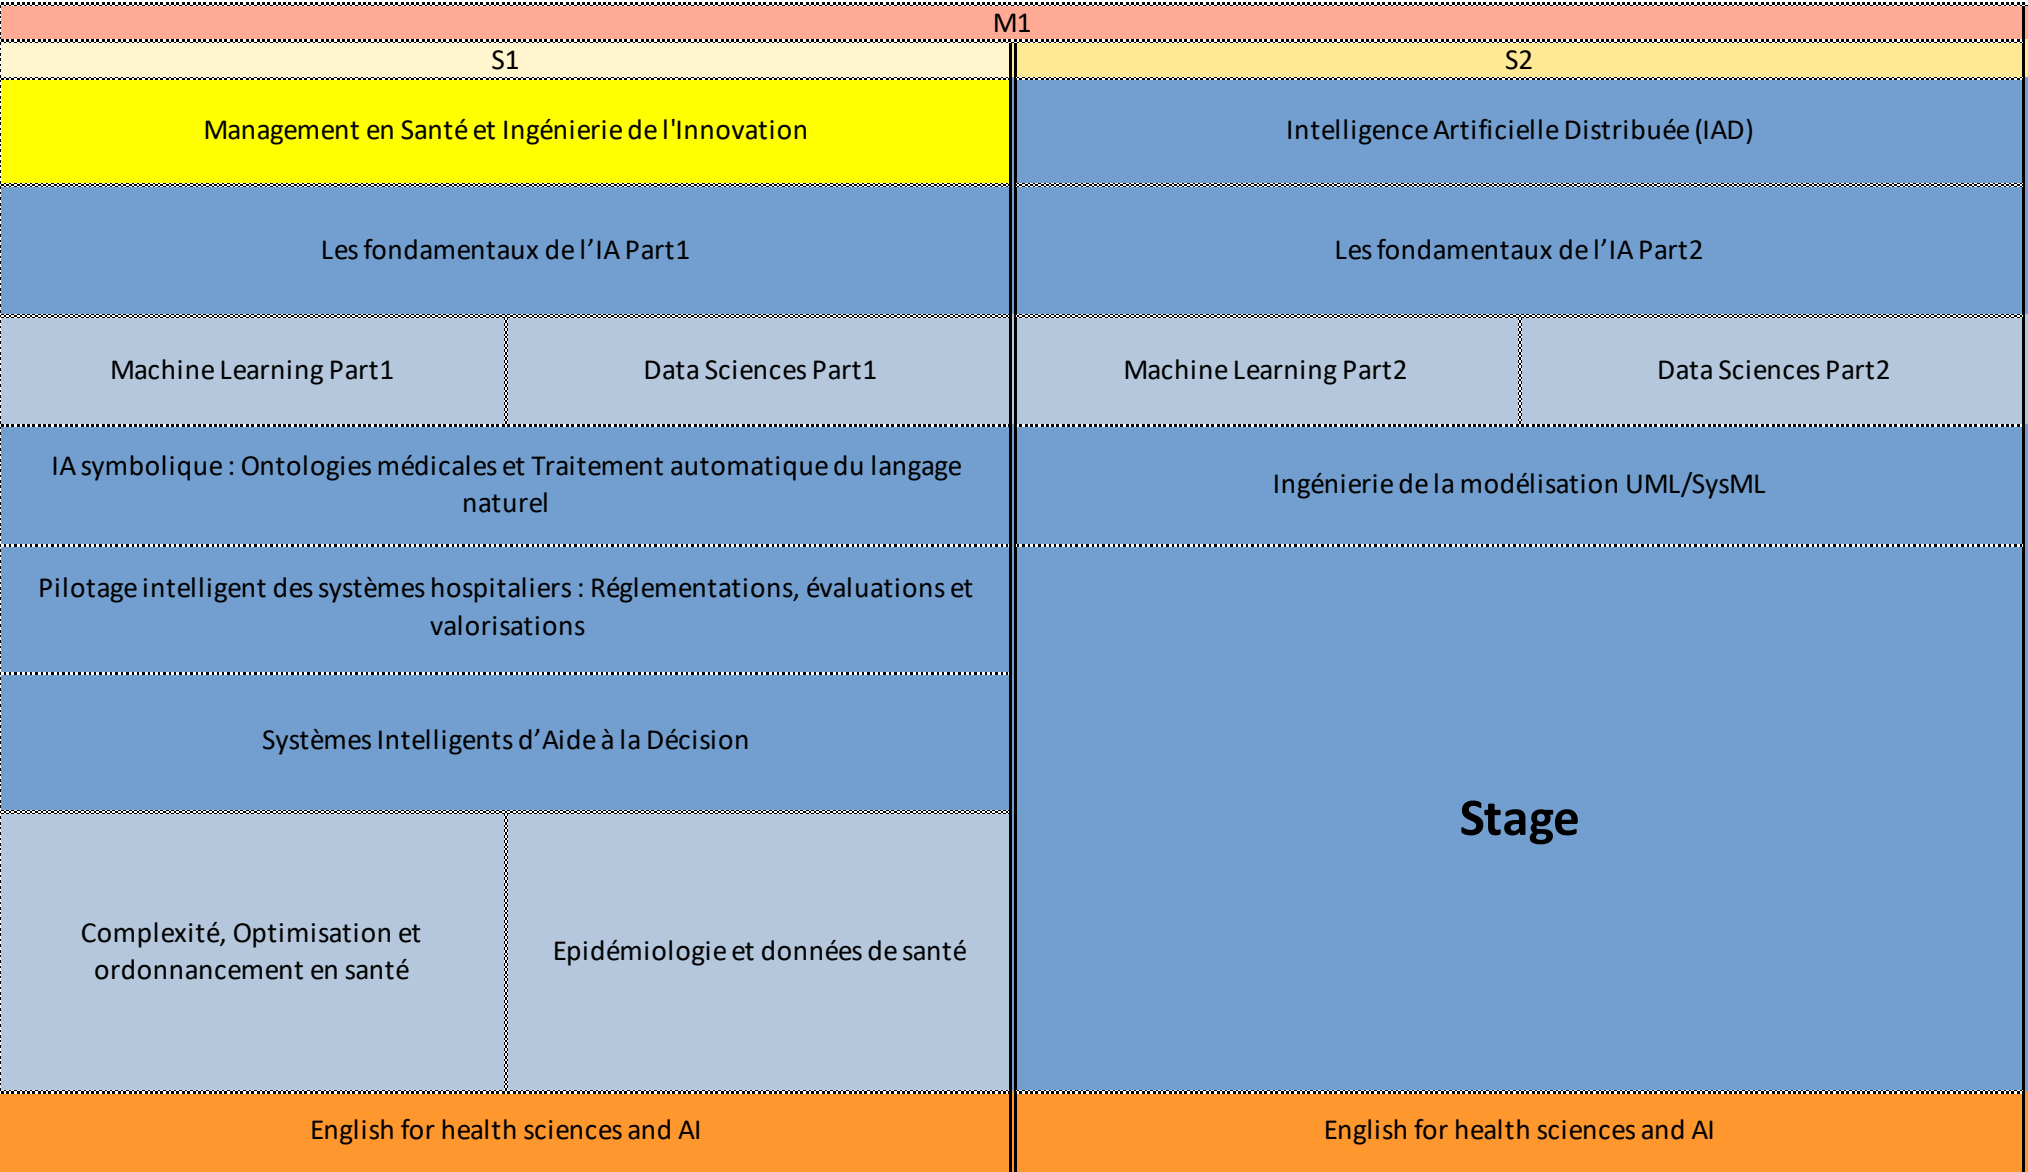 M1
S1
S2
Management en Santé et Ingénierie de l'Innovation
Intelligence Artificielle Distribuée (IAD)
Les fondamentaux de l’IA Part1
Les fondamentaux de l’IA Part2
Machine Learning Part1
Data Sciences Part1
Machine Learning Part2
Data Sciences Part2
IA symbolique : Ontologies médicales et Traitement automatique du langage
naturel
Ingénierie de la modélisation UML/SysML
Pilotage intelligent des systèmes hospitaliers : Réglementations, évaluations et
valorisations
Systèmes Intelligents d’Aide à la Décision
Stage
Complexité, Optimisation et
ordonnancement en santé
Epidémiologie et données de santé
English for health sciences and AI
English for health sciences and AI